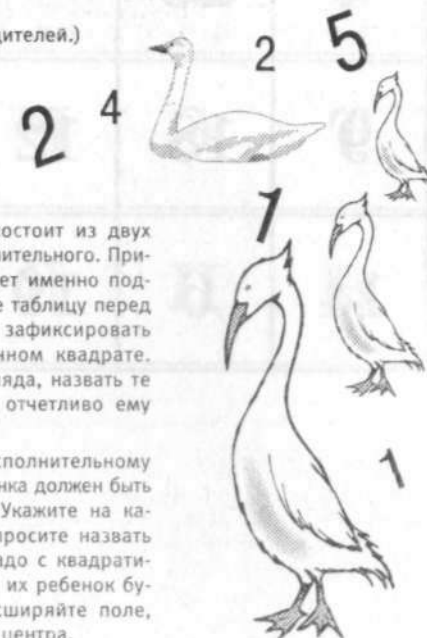 дителей.)
2
5
4
2
остоит из двух
нительного. При-
ет именно под-
е таблицу перед
зафиксировать
нном квадрате.
яда, назвать те
отчетливо ему
1
сполнительному
нка должен быть
Укажите на ка-
просите назвать
адо с квадрати-
их ребенок бу-
сширяйте поле,
центра.
1